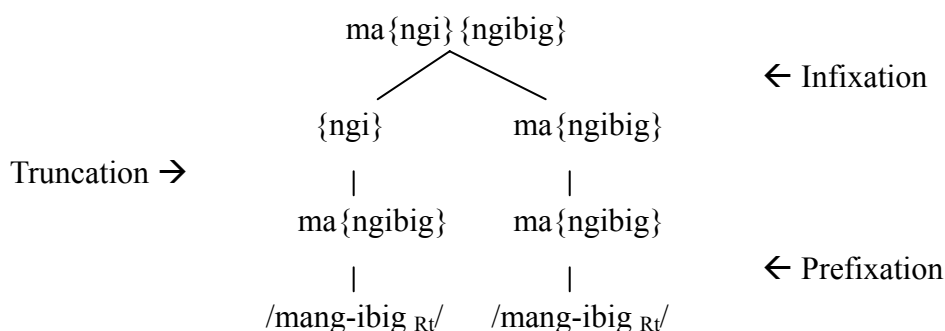 ma{ngi}{ngibig}
← Infixation
{ngi} ma{ngibig}
Truncation →
ma{ngibig} ma{ngibig}
← Prefixation
/mang-ibig Rt/ /mang-ibig Rt/